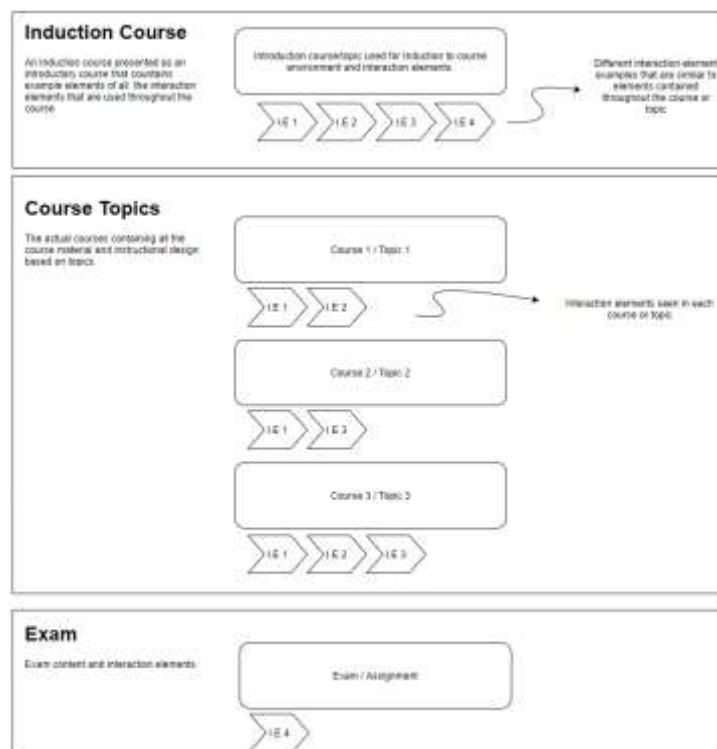 Induction Course
An induction course presented as an
introductory course that countains
example elements of all the interaction
elements that are used throughout the
course
Introduction course/topic used for Induction to course
environment and interaction elements
I.E 1
I.E 2
I.E 3
I.E 4
Different interaction element
examples that are similar to
elements contained
throughout the course or
topic
Course Topics
The actual courses containing all the
course material and instructional design
based on topics.
Course 1 / Topic 1
I.E 1
I.E 2
Interaction elements seen in each
course or topic
Course 2 / Topic 2
I.E 1
I.E 3
Course 3 / Topic 3
I.E 1
I.E 2
I.E 3
Exam
Exam content and interaction elements
Exam / Assignment
I.E 4